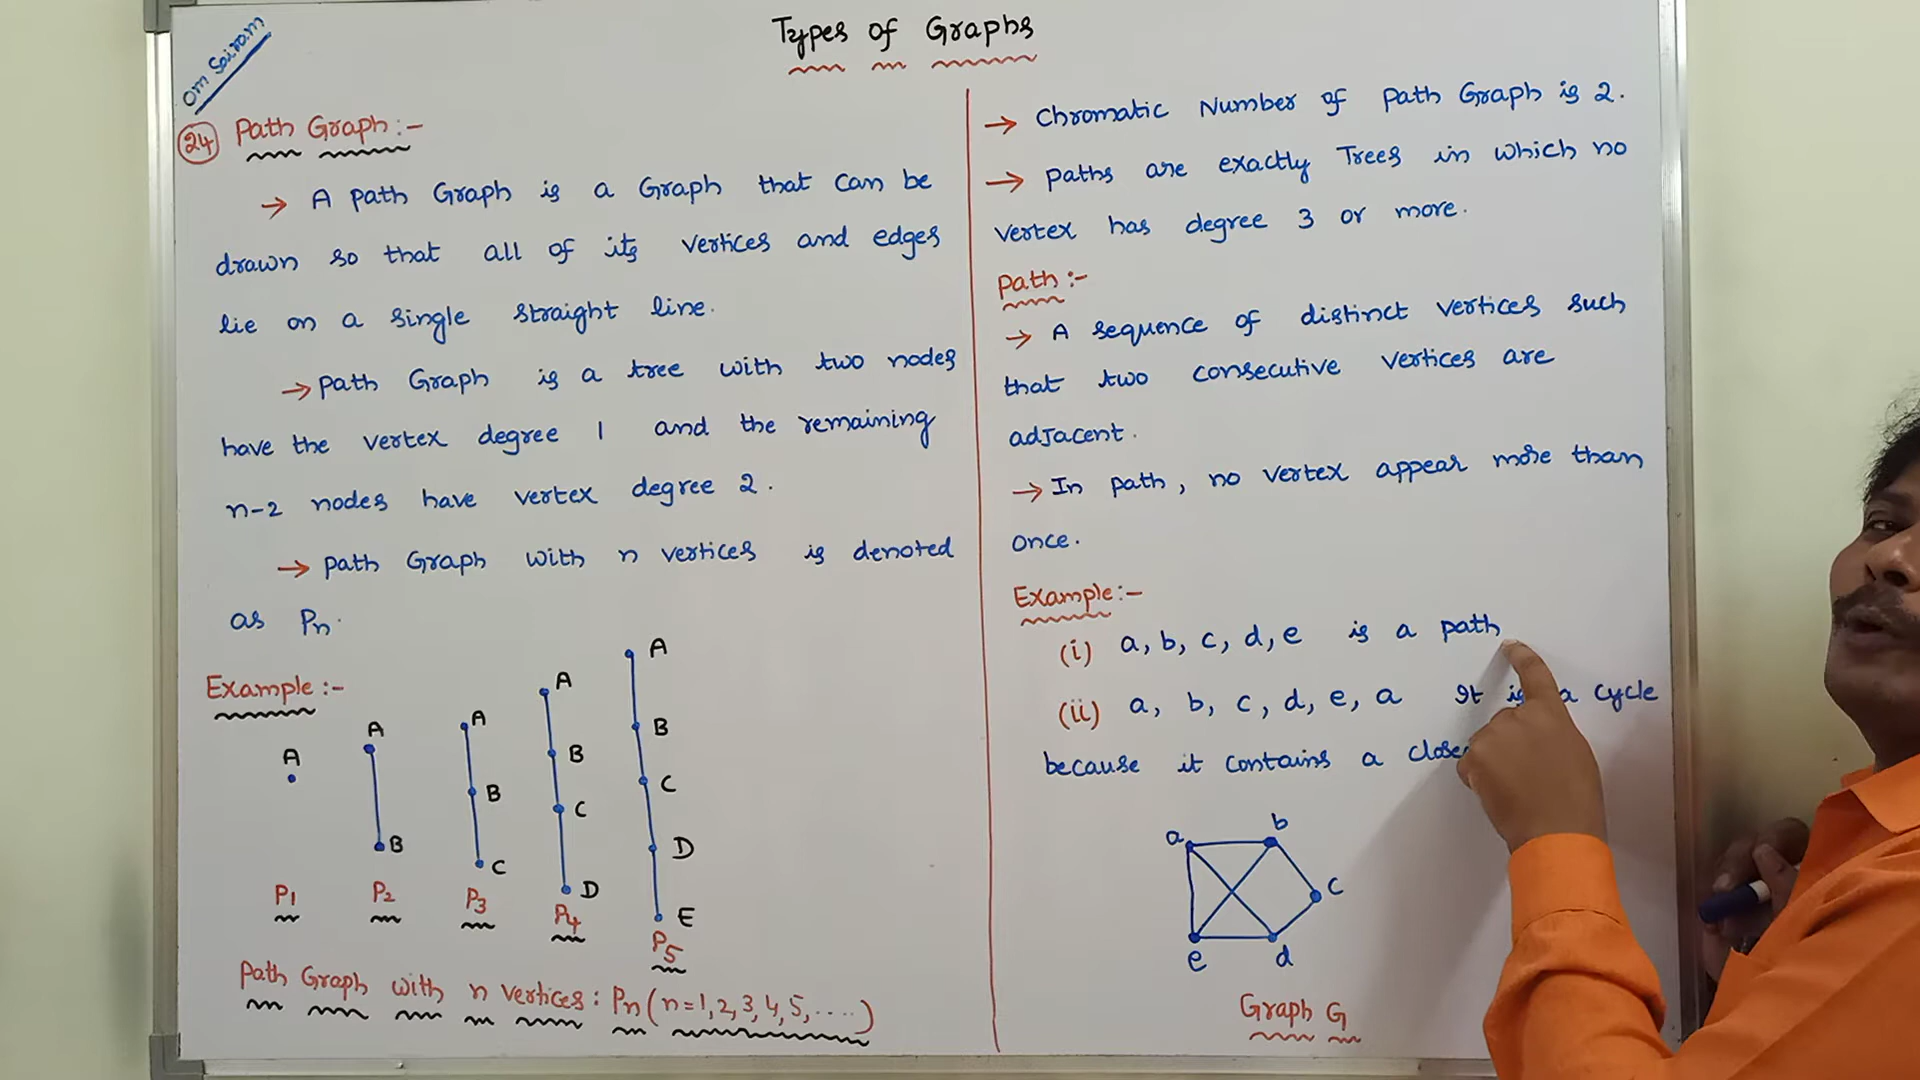 Types of Graphs
Om Sairam
24 Path Graph :-
→ A path Graph is a Graph that can be
drawn so that all of its vertices and edges
lie on a single straight line.
→ path Graph is a tree with two nodes
have the vertex degree 1 and the remaining
n-2 nodes have vertex degree 2.
→ path Graph with n vertices is denoted
as Pn.
Example :-
A
A
B
A
B
C
A
B
C
D
A
B
C
D
E
P1 P2 P3 P4 P5
Path Graph with n vertices : Pn (n=1,2,3,4,5,....)
→ Chromatic Number of path Graph is 2.
→ paths are exactly Trees in which no
vertex has degree 3 or more.
Path :-
→ A sequence of distinct vertices such
that two consecutive vertices are
adjacent.
→ In path, no vertex appear more than
once.
Example :-
(i) a, b, c, d, e is a path
(ii) a, b, c, d, e, a It is a cycle
because it contains a
a b
c
e d
Graph G